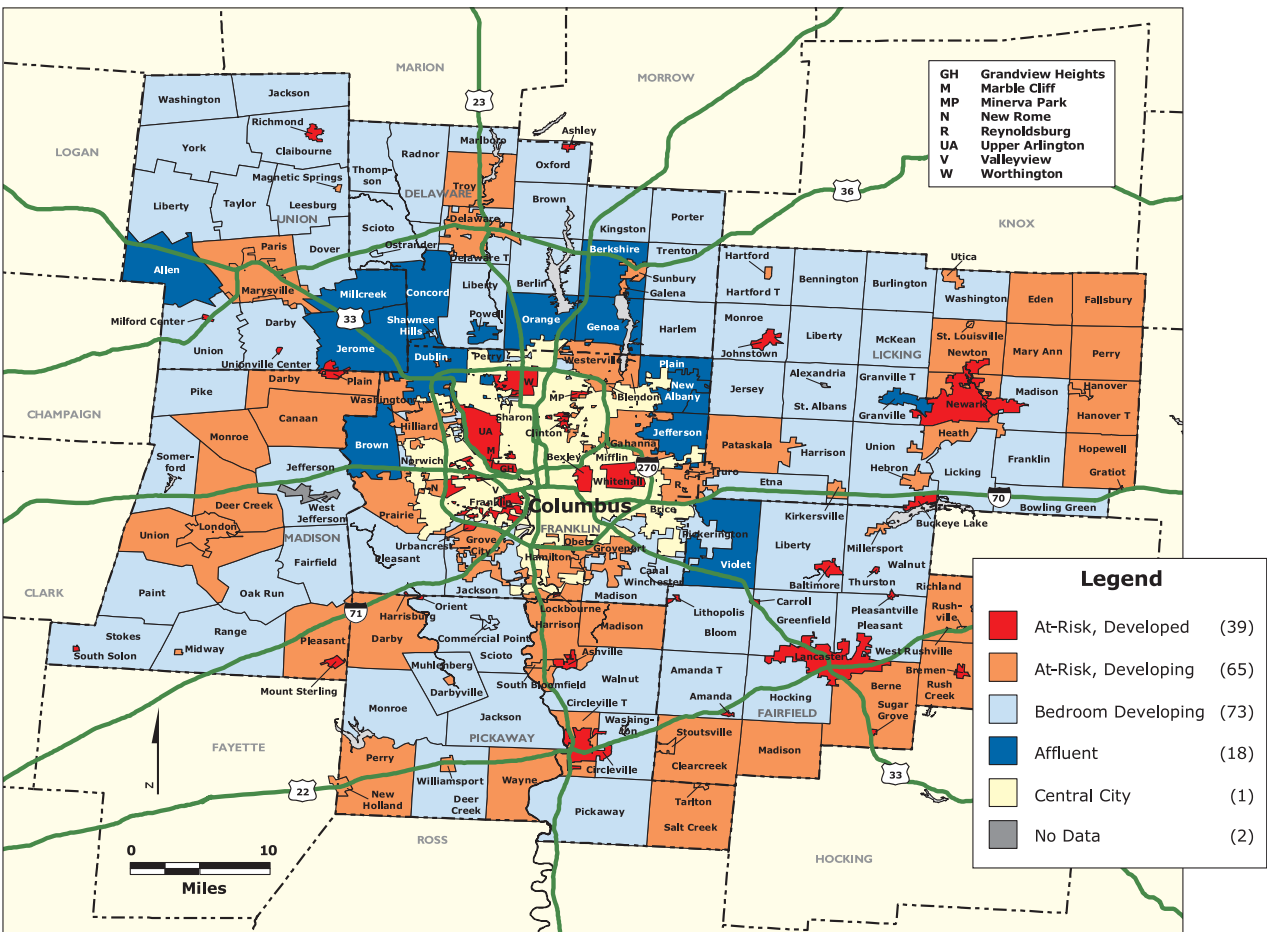 MARION
MORROW
LOGAN
KNOX
CHAMPAIGN
CLARK
FAYETTE
ROSS
HOCKING
UNION
DELAWARE
LICKING
MADISON
FRANKLIN
PICKAWAY
FAIRFIELD
GH Grandview Heights
M Marble Cliff
MP Minerva Park
N New Rome
R Reynoldsburg
UA Upper Arlington
V Valleyview
W Worthington
23
36
33
270
70
71
22
33
Washington
Jackson
Richmond
Claibourne
York
Magnetic Springs
Liberty
Taylor
Leesburg
Allen
Paris
Dover
Marysville
Milford Center
Union
Darby
Unionville Center
Millcreek
Jerome
Thomp-
son
Radnor
Marlboro
Ashley
Oxford
Troy
Brown
Delaware
Scioto
Ostrander
Delaware T
Kingston
Porter
Berkshire
Trenton
Sunbury
Galena
Concord
Liberty
Berlin
Shawnee
Hills
Powell
Orange
Genoa
Harlem
Dublin
Perry
Westerville
Hartford
Hartford T
Bennington
Burlington
Utica
Washington
Eden
Fallsbury
Monroe
Johnstown
Liberty
McKean
St. Louisville
Newton
Mary Ann
Perry
Jersey
Alexandria
St. Albans
Granville T
Granville
Newark
Madison
Hanover
Hanover T
Heath
Pataskala
Harrison
Union
Hebron
Licking
Franklin
Hopewell
Gratiot
Etna
Kirkersville
Bowling Green
Buckeye Lake
Pike
Darby
Plain
Canaan
Monroe
Somer-
ford
Jefferson
Deer Creek
West
Jefferson
London
Union
Fairfield
Paint
Oak Run
Stokes
South Solon
Range
Midway
Pleasant
Mount Sterling
Washington
Brown
Hilliard
Norwich
Prairie
N
UA
M
GH
V
W
MP
R
Sharon
Clinton
Blendon
Plain
New
Albany
Jefferson
Gahanna
Mifflin
Bexley
Whitehall
Truro
Franklin
Columbus
Brice
Urbancrest
Pleasant
Grove
City
Jackson
Obetz
Hamilton
Groveport
Canal
Winchester
Madison
Lockbourne
Harrisburg
Pickerington
Violet
Liberty
Baltimore
Millersport
Walnut
Thurston
Richland
Rush-
ville
Lithopolis
Bloom
Carroll
Greenfield
Pleasantville
Pleasant
West Rushville
Lancaster
Bremen
Rush
Creek
Amanda T
Amanda
Hocking
Berne
Sugar
Grove
Stoutsville
Clearcreek
Madison
Orient
Darby
Commercial Point
Scioto
Harrison
Madison
Ashville
Muhlenberg
Darbyville
South Bloomfield
Walnut
Circleville T
Monroe
Jackson
Washing-
ton
Circleville
Perry
New
Holland
Williamsport
Deer
Creek
Wayne
Pickaway
Tarlton
Salt Creek
0 10
Miles
N
Legend
At-Risk, Developed (39)
At-Risk, Developing (65)
Bedroom Developing (73)
Affluent (18)
Central City (1)
No Data (2)